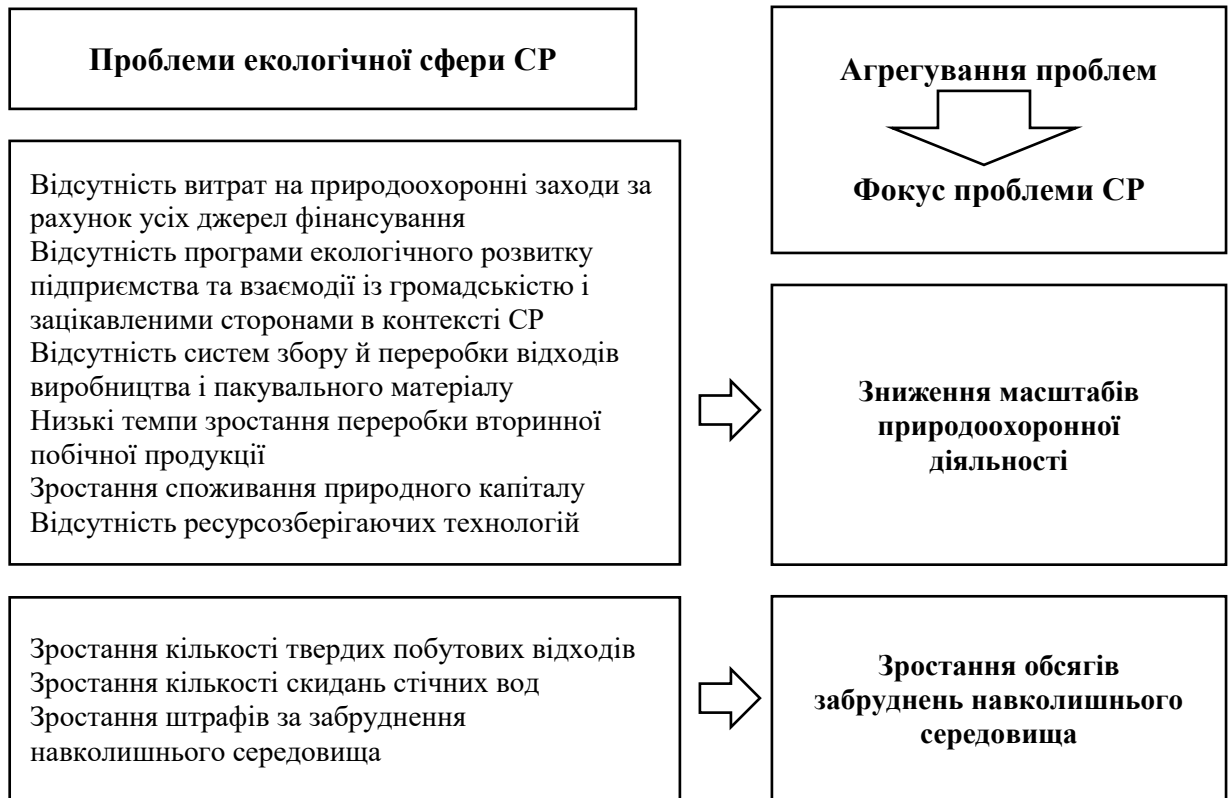 Проблеми екологічної сфери СР
Агрегування проблем
Фокус проблеми СР
Відсутність витрат на природоохоронні заходи за
рахунок усіх джерел фінансування
Відсутність програми екологічного розвитку
підприємства та взаємодії із громадськістю і
зацікавленими сторонами в контексті СР
Відсутність систем збору й переробки відходів
виробництва і пакувального матеріалу
Низькі темпи зростання переробки вторинної
побічної продукції
Зростання споживання природного капіталу
Відсутність ресурсозберігаючих технологій
Зниження масштабів
природоохоронної
діяльності
Зростання кількості твердих побутових відходів
Зростання кількості скидань стічних вод
Зростання штрафів за забруднення
навколишнього середовища
Зростання обсягів
забруднень навколишнього
середовища